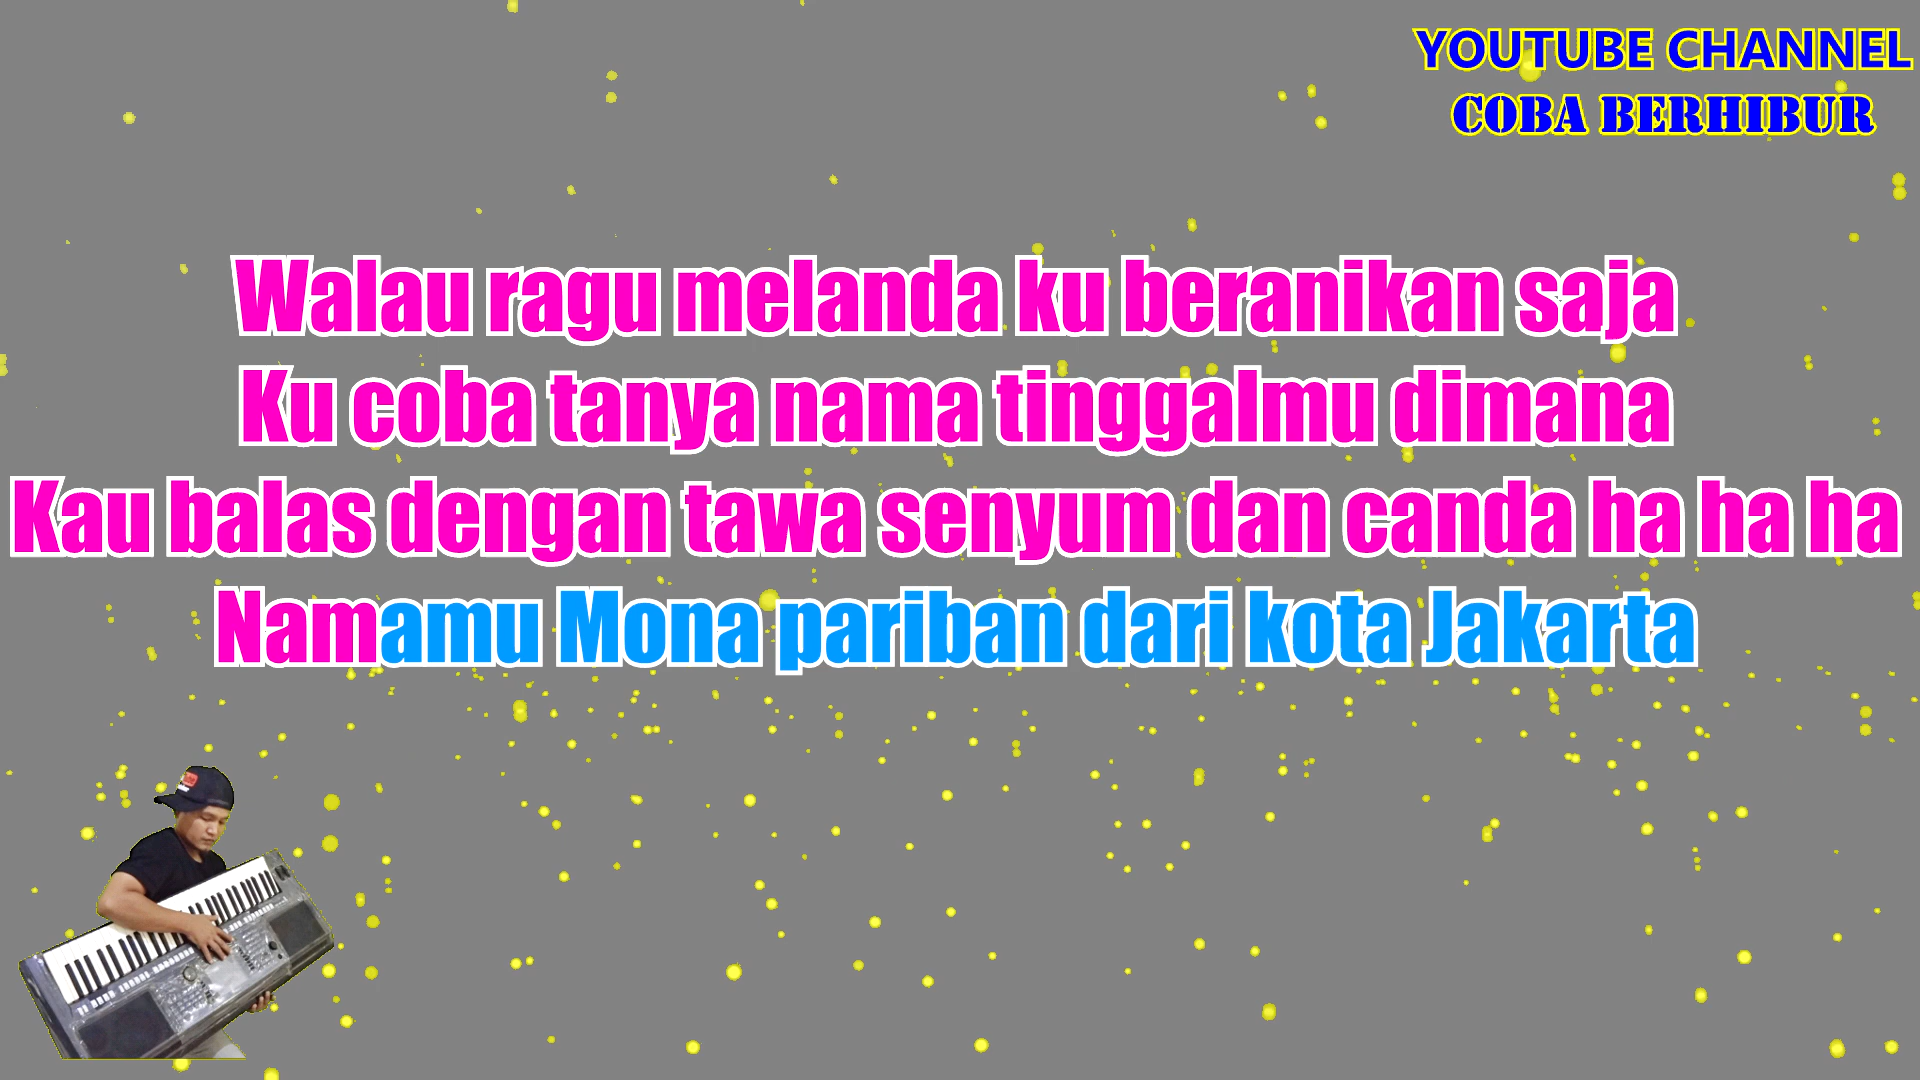 YOUTUBE CHANNEL
COBA BERHIBUR
Walau ragu melanda ku beranikan saja
Ku coba tanya nama tinggalmu dimana
Kau balas dengan tawa senyum dan canda ha ha ha
Namamu Mona pariban dari kota Jakarta